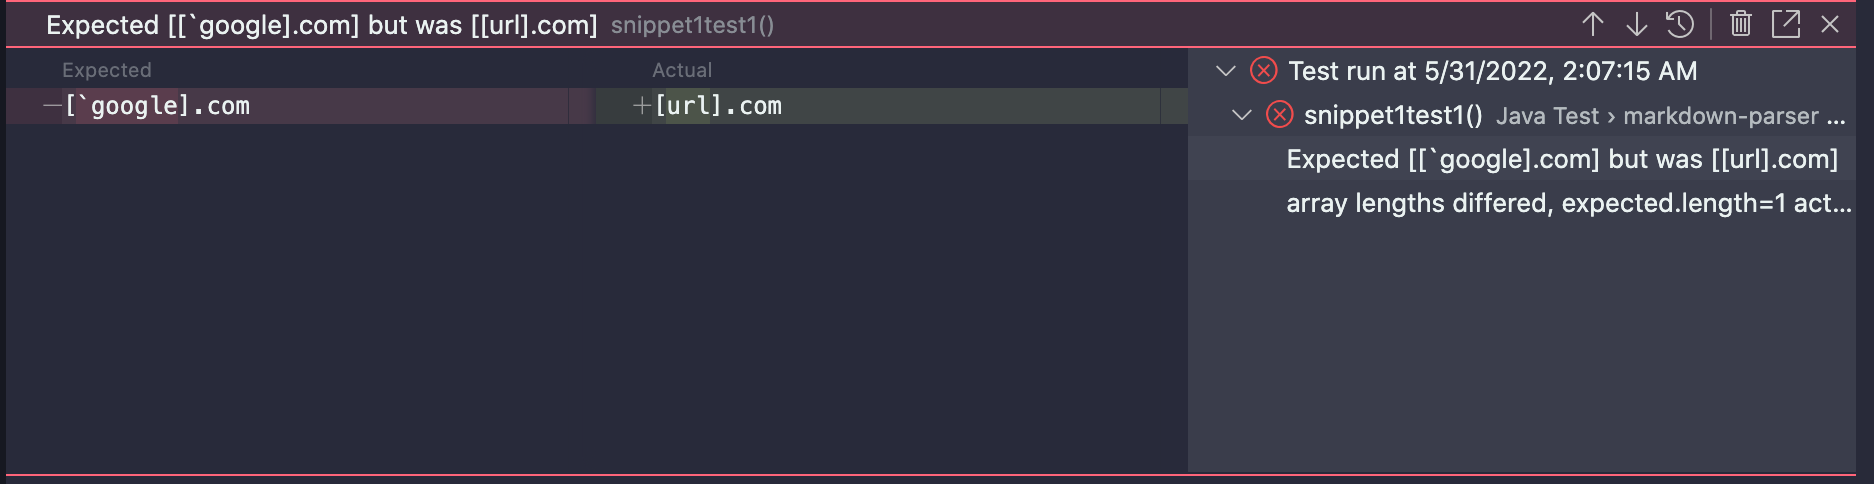 Expected [[`google].com] but was [[url].com] snippet1test1()
Expected
Actual
[`google].com
[url].com
Test run at 5/31/2022, 2:07:15 AM
snippet1test1() Java Test › markdown-parser ...
Expected [[`google].com] but was [[url].com]
array lengths differed, expected.length=1 act...